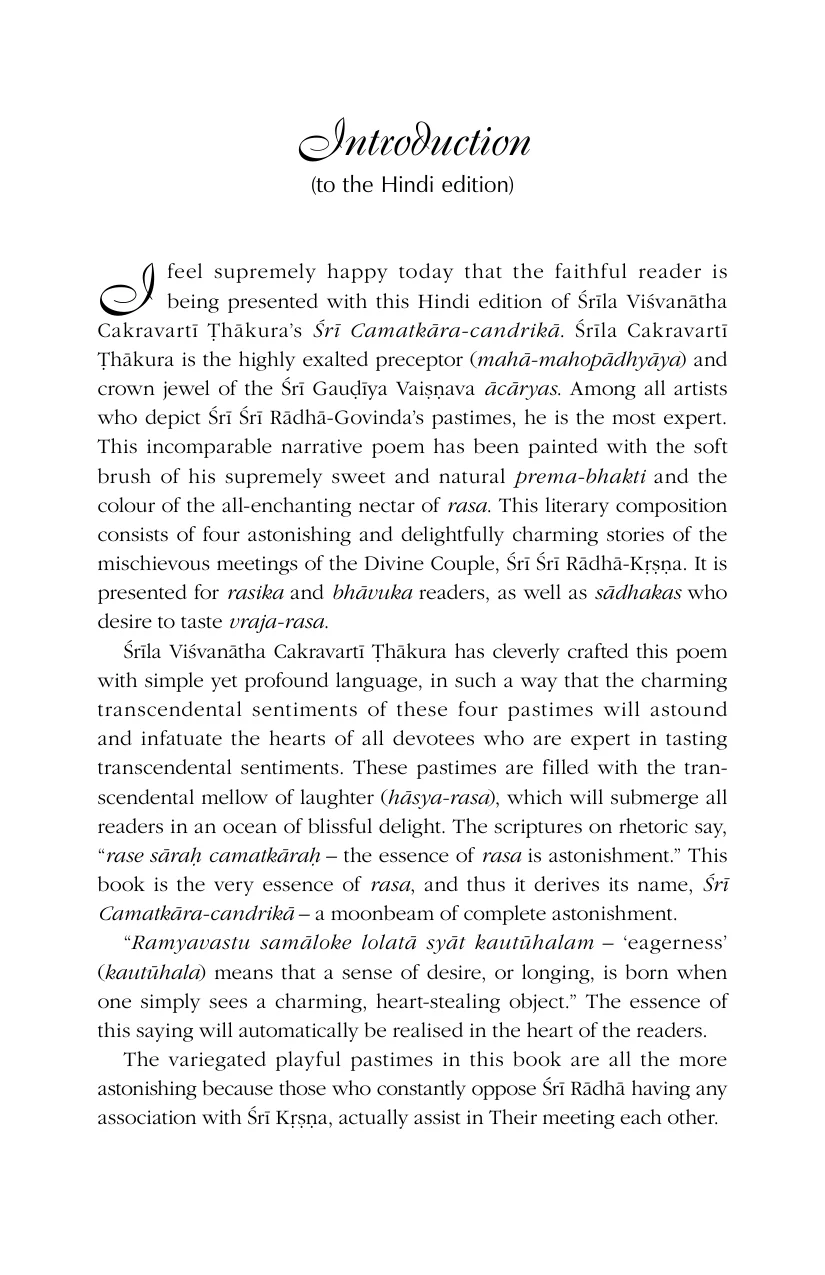 Introduction
(to the Hindi edition)
I feel supremely happy today that the faithful reader is
being presented with this Hindi edition of Śrīla Viśvanātha
Cakravartī Ṭhākura’s Śrī Camatkāra-candrikā. Śrīla Cakravartī
Ṭhākura is the highly exalted preceptor (mahā-mahopādhyāya) and
crown jewel of the Śrī Gauḍīya Vaiṣṇava ācāryas. Among all artists
who depict Śrī Śrī Rādhā-Govinda’s pastimes, he is the most expert.
This incomparable narrative poem has been painted with the soft
brush of his supremely sweet and natural prema-bhakti and the
colour of the all-enchanting nectar of rasa. This literary composition
consists of four astonishing and delightfully charming stories of the
mischievous meetings of the Divine Couple, Śrī Śrī Rādhā-Kṛṣṇa. It is
presented for rasika and bhāvuka readers, as well as sādhakas who
desire to taste vraja-rasa.
Śrīla Viśvanātha Cakravartī Ṭhākura has cleverly crafted this poem
with simple yet profound language, in such a way that the charming
transcendental sentiments of these four pastimes will astound
and infatuate the hearts of all devotees who are expert in tasting
transcendental sentiments. These pastimes are filled with the tran-
scendental mellow of laughter (hāsya-rasa), which will submerge all
readers in an ocean of blissful delight. The scriptures on rhetoric say,
“rase sāraḥ camatkāraḥ – the essence of rasa is astonishment.” This
book is the very essence of rasa, and thus it derives its name, Śrī
Camatkāra-candrikā – a moonbeam of complete astonishment.
“Ramyavastu samāloke lolatā syāt kautūhalam – ‘eagerness’
(kautūhala) means that a sense of desire, or longing, is born when
one simply sees a charming, heart-stealing object.” The essence of
this saying will automatically be realised in the heart of the readers.
The variegated playful pastimes in this book are all the more
astonishing because those who constantly oppose Śrī Rādhā having any
association with Śrī Kṛṣṇa, actually assist in Their meeting each other.